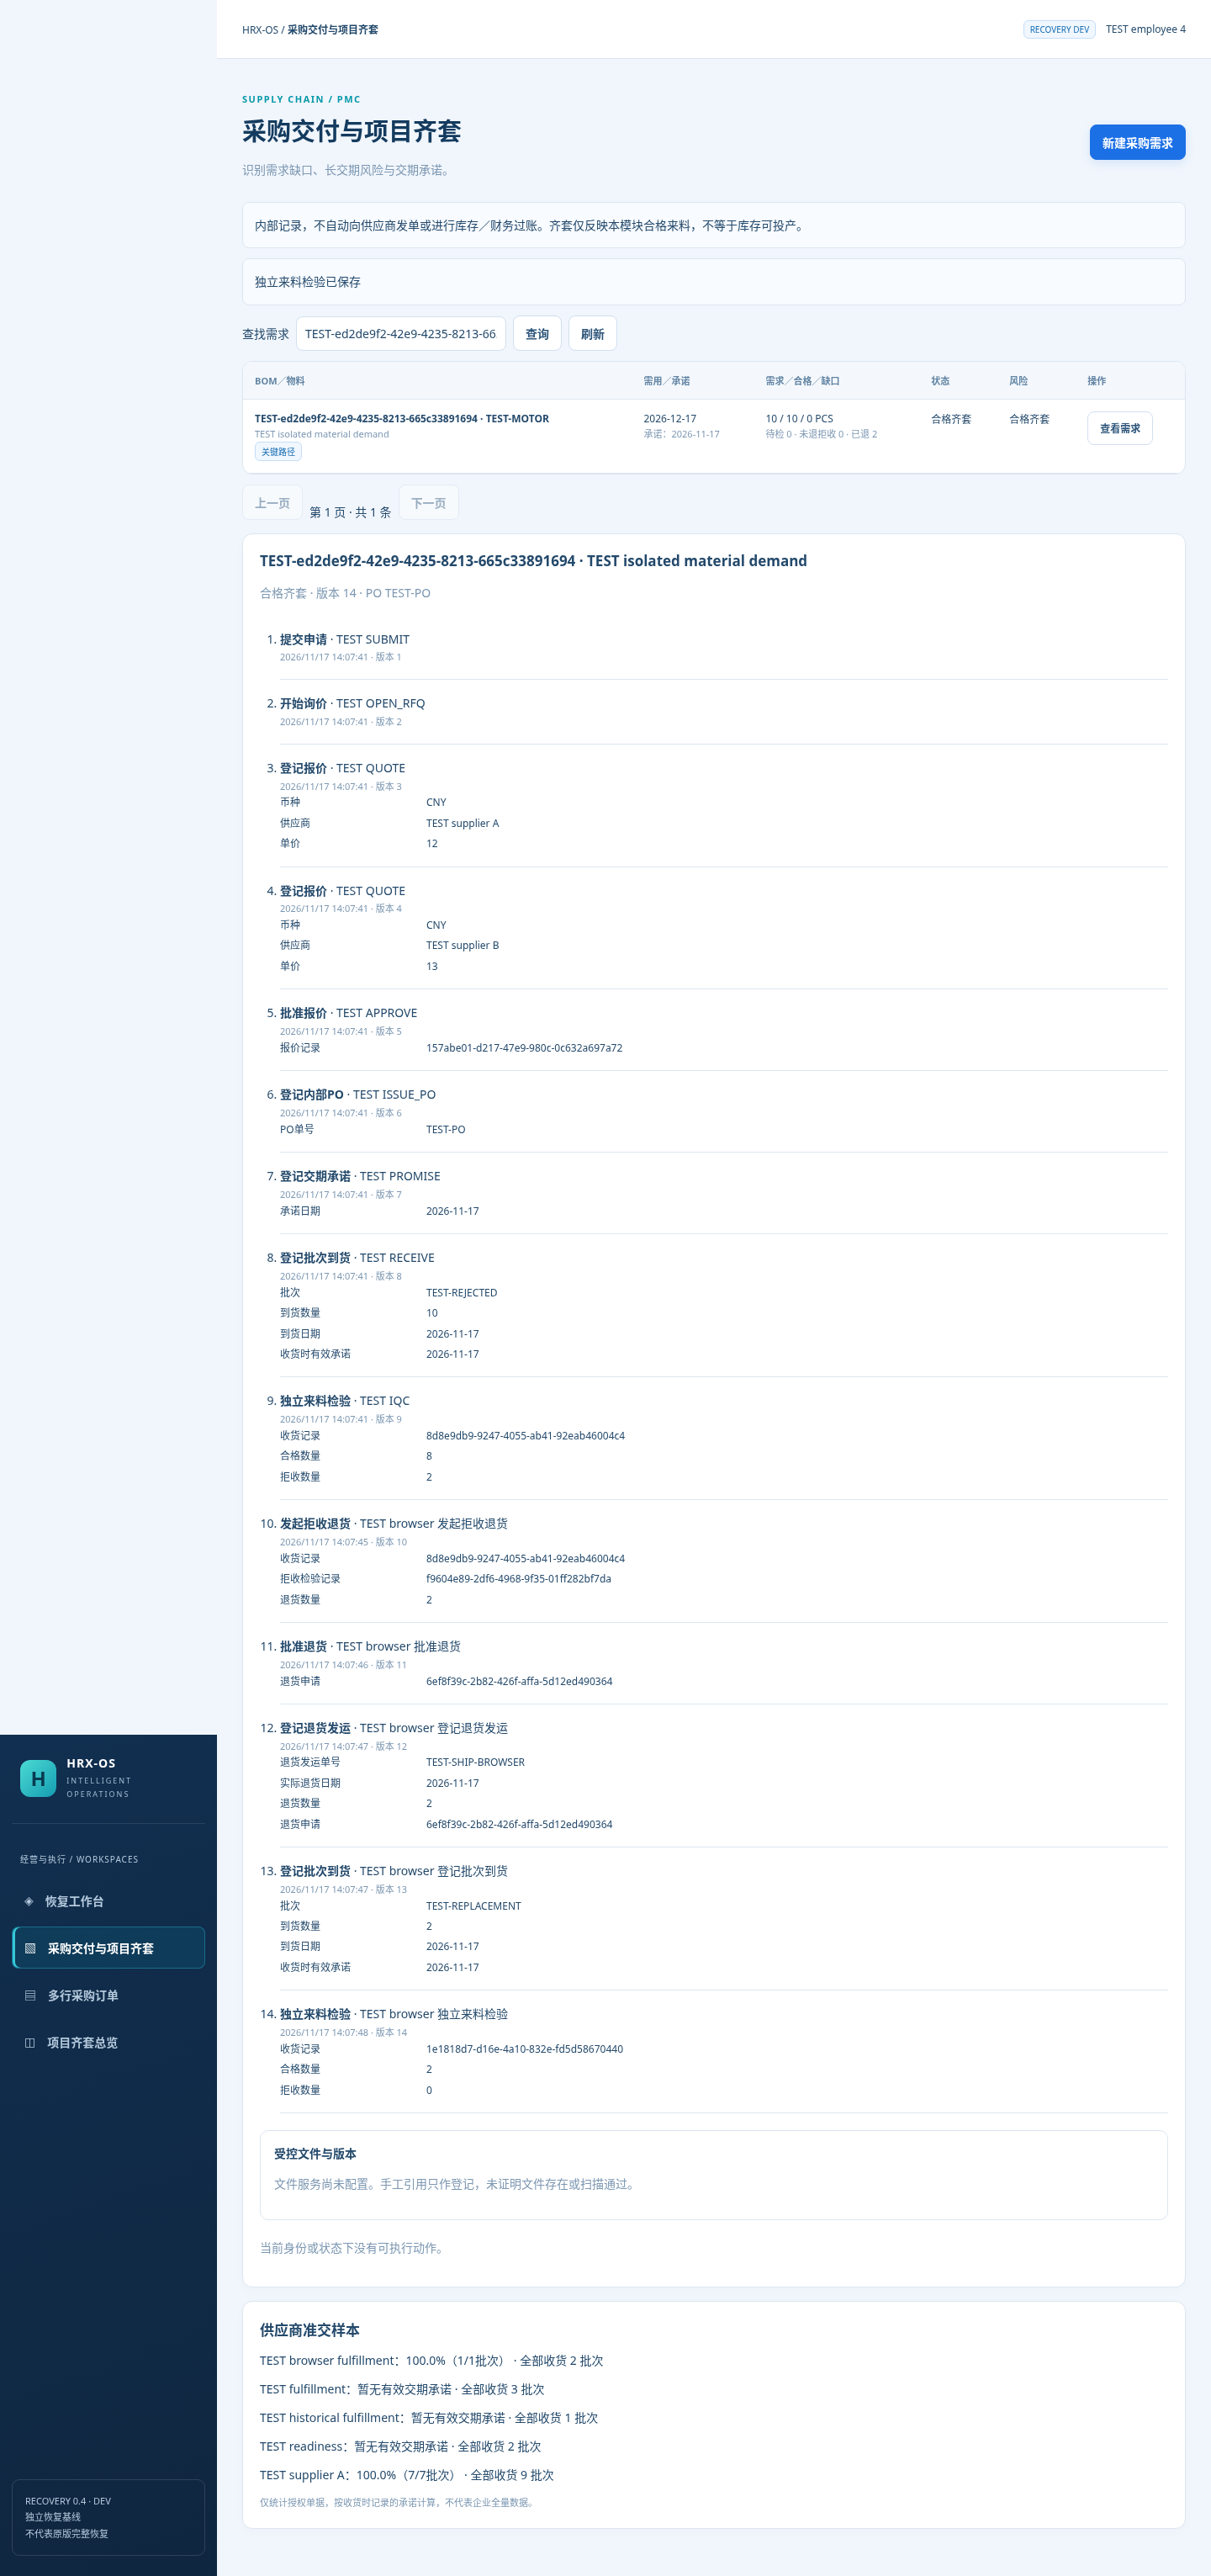 HRX-OS / 采购交付与项目齐套
RECOVERY DEV
TEST employee 4
SUPPLY CHAIN / PMC
采购交付与项目齐套
识别需求缺口、长交期风险与交期承诺。
新建采购需求
内部记录，不自动向供应商发单或进行库存／财务过账。齐套仅反映本模块合格来料，不等于库存可投产。
独立来料检验已保存
查找需求 TEST-ed2de9f2-42e9-4235-8213-66 查询 刷新
BOM／物料 需用／承诺 需求／合格／缺口 状态 风险 操作
TEST-ed2de9f2-42e9-4235-8213-665c33891694 · TEST-MOTOR 2026-12-17 10 / 10 / 0 PCS 合格齐套 合格齐套 查看需求
TEST isolated material demand 承诺：2026-11-17 待检 0 · 未退拒收 0 · 已退 2
关键路径
上一页 第 1 页 · 共 1 条 下一页
TEST-ed2de9f2-42e9-4235-8213-665c33891694 · TEST isolated material demand
合格齐套 · 版本 14 · PO TEST-PO
1. 提交申请 · TEST SUBMIT
2026/11/17 14:07:41 · 版本 1
2. 开始询价 · TEST OPEN_RFQ
2026/11/17 14:07:41 · 版本 2
3. 登记报价 · TEST QUOTE
2026/11/17 14:07:41 · 版本 3
币种 CNY
供应商 TEST supplier A
单价 12
4. 登记报价 · TEST QUOTE
2026/11/17 14:07:41 · 版本 4
币种 CNY
供应商 TEST supplier B
单价 13
5. 批准报价 · TEST APPROVE
2026/11/17 14:07:41 · 版本 5
报价记录 157abe01-d217-47e9-980c-0c632a697a72
6. 登记内部PO · TEST ISSUE_PO
2026/11/17 14:07:41 · 版本 6
PO单号 TEST-PO
7. 登记交期承诺 · TEST PROMISE
2026/11/17 14:07:41 · 版本 7
承诺日期 2026-11-17
8. 登记批次到货 · TEST RECEIVE
2026/11/17 14:07:41 · 版本 8
批次 TEST-REJECTED
到货数量 10
到货日期 2026-11-17
收货时有效承诺 2026-11-17
9. 独立来料检验 · TEST IQC
2026/11/17 14:07:41 · 版本 9
收货记录 8d8e9db9-9247-4055-ab41-92eab46004c4
合格数量 8
拒收数量 2
10. 发起拒收退货 · TEST browser 发起拒收退货
2026/11/17 14:07:45 · 版本 10
收货记录 8d8e9db9-9247-4055-ab41-92eab46004c4
拒收检验记录 f9604e89-2df6-4968-9f35-01ff282bf7da
退货数量 2
11. 批准退货 · TEST browser 批准退货
2026/11/17 14:07:46 · 版本 11
退货申请 6ef8f39c-2b82-426f-affa-5d12ed490364
12. 登记退货发运 · TEST browser 登记退货发运
2026/11/17 14:07:47 · 版本 12
退货发运单号 TEST-SHIP-BROWSER
实际退货日期 2026-11-17
退货数量 2
退货申请 6ef8f39c-2b82-426f-affa-5d12ed490364
13. 登记批次到货 · TEST browser 登记批次到货
2026/11/17 14:07:47 · 版本 13
批次 TEST-REPLACEMENT
到货数量 2
到货日期 2026-11-17
收货时有效承诺 2026-11-17
14. 独立来料检验 · TEST browser 独立来料检验
2026/11/17 14:07:48 · 版本 14
收货记录 1e1818d7-d16e-4a10-832e-fd5d58670440
合格数量 2
拒收数量 0
受控文件与版本
文件服务尚未配置。手工引用只作登记，未证明文件存在或扫描通过。
当前身份或状态下没有可执行动作。
供应商准交样本
TEST browser fulfillment：100.0%（1/1批次） · 全部收货 2 批次
TEST fulfillment：暂无有效交期承诺 · 全部收货 3 批次
TEST historical fulfillment：暂无有效交期承诺 · 全部收货 1 批次
TEST readiness：暂无有效交期承诺 · 全部收货 2 批次
TEST supplier A：100.0%（7/7批次） · 全部收货 9 批次
仅统计授权单据，按收货时记录的承诺计算，不代表企业全量数据。
H
HRX-OS
INTELLIGENT
OPERATIONS
经营与执行 / WORKSPACES
恢复工作台
采购交付与项目齐套
多行采购订单
项目齐套总览
RECOVERY 0.4 · DEV
独立恢复基线
不代表原版完整恢复